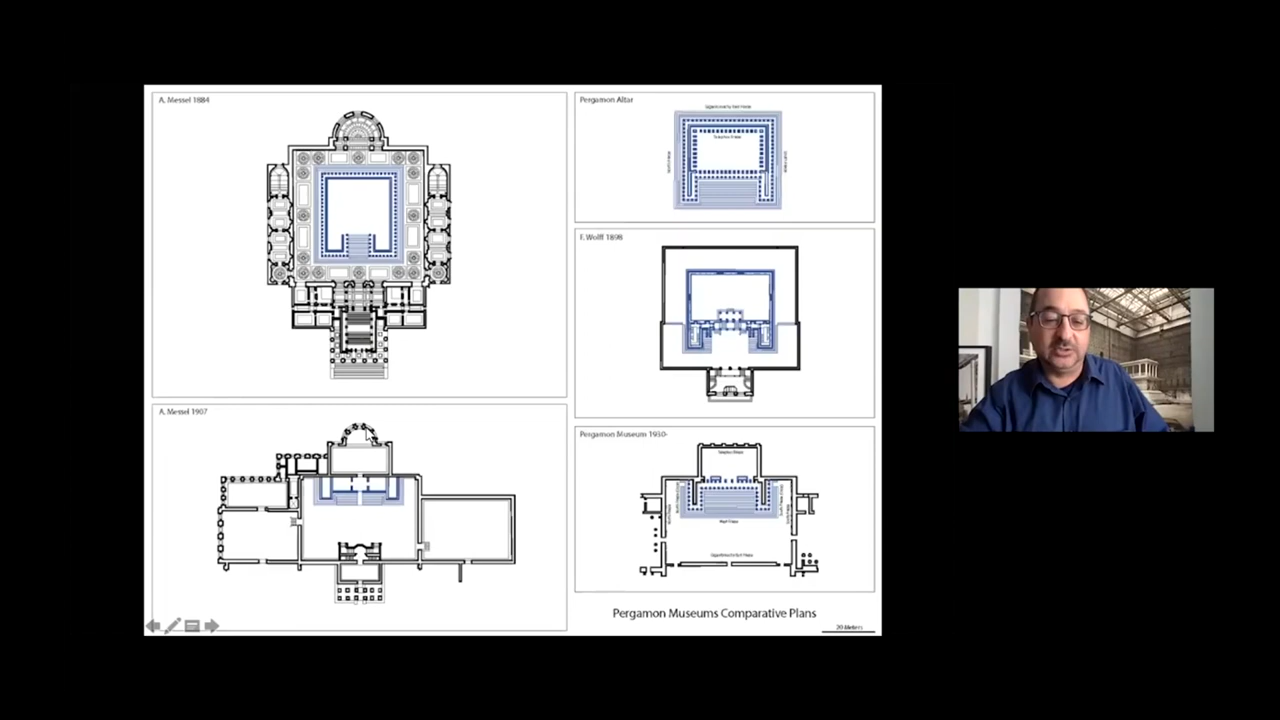 A. Messel 1884
Pergamon Altar
F. Wolff 1898
A. Messel 1907
Pergamon Museum 1930-
Pergamon Museums Comparative Plans
20 Meters